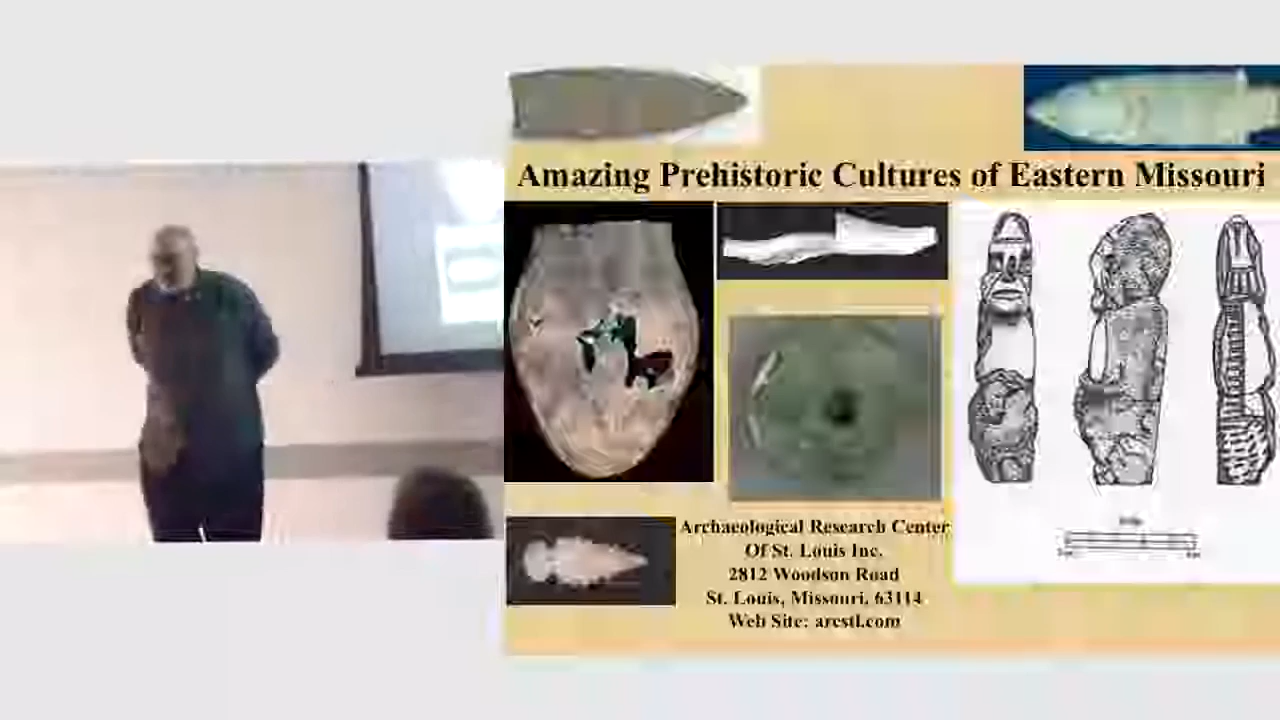 Amazing Prehistoric Cultures of Eastern Missouri
Archaeological Research Center
Of St. Louis Inc.
2812 Woodson Road
St. Louis, Missouri, 63114
Web Site: arcstl.com